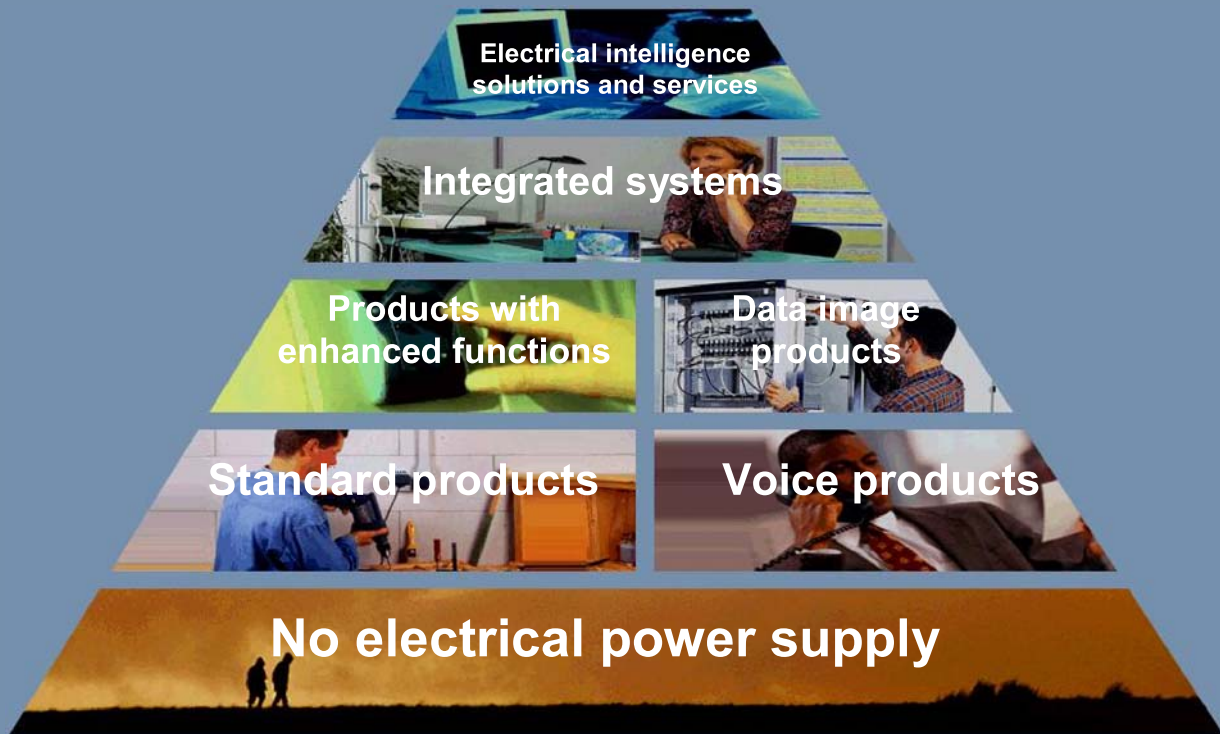 Electrical intelligence
solutions and services
Integrated systems
Products with
enhanced functions
Data image
products
Standard products
Voice products
No electrical power supply